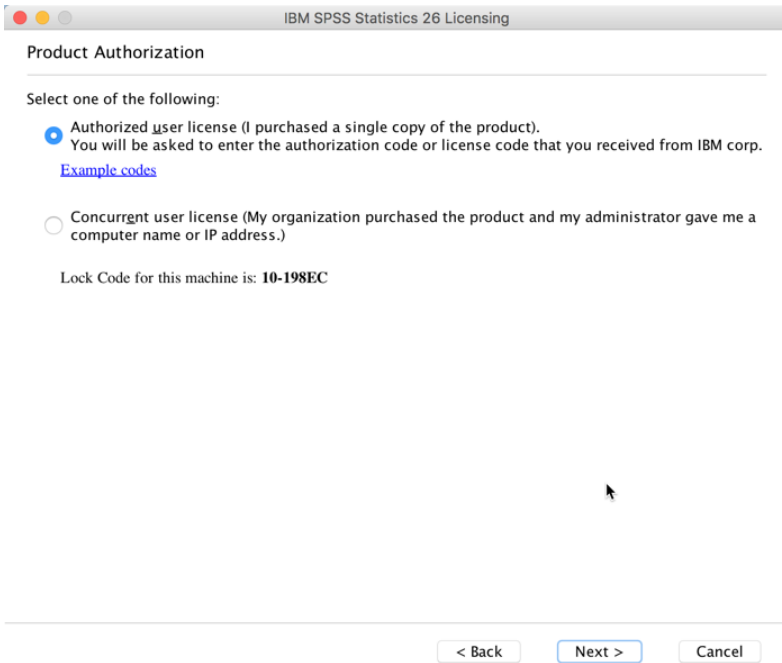 IBM SPSS Statistics 26 Licensing
Product Authorization
Select one of the following:
Authorized user license (I purchased a single copy of the product).
You will be asked to enter the authorization code or license code that you received from IBM corp.
Example codes
Concurrent user license (My organization purchased the product and my administrator gave me a
computer name or IP address.)
Lock Code for this machine is: 10-198EC
< Back Next > Cancel